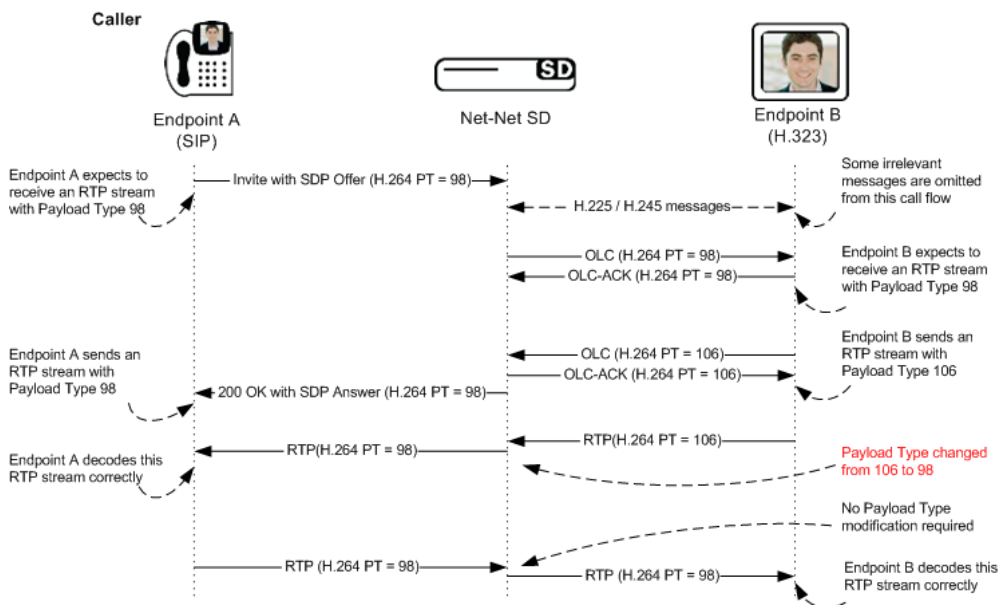 Caller
SD
Endpoint A
(SIP)
Net-Net SD
Endpoint B
(H.323)
Endpoint A expects to
receive an RTP stream
with Payload Type 98
Invite with SDP Offer (H.264 PT = 98)
Some irrelevant
messages are omitted
from this call flow
H.225 / H.245 messages
OLC (H.264 PT = 98)
OLC-ACK (H.264 PT = 98)
Endpoint B expects to
receive an RTP stream
with Payload Type 98
Endpoint A sends an
RTP stream with
Payload Type 98
OLC (H.264 PT = 106)
OLC-ACK (H.264 PT = 106)
Endpoint B sends an
RTP stream with
Payload Type 106
200 OK with SDP Answer (H.264 PT = 98)
RTP(H.264 PT = 106)
RTP(H.264 PT = 98)
Endpoint A decodes this
RTP stream correctly
Payload Type changed
from 106 to 98
No Payload Type
modification required
RTP (H.264 PT = 98)
RTP (H.264 PT = 98)
Endpoint B decodes this
RTP stream correctly